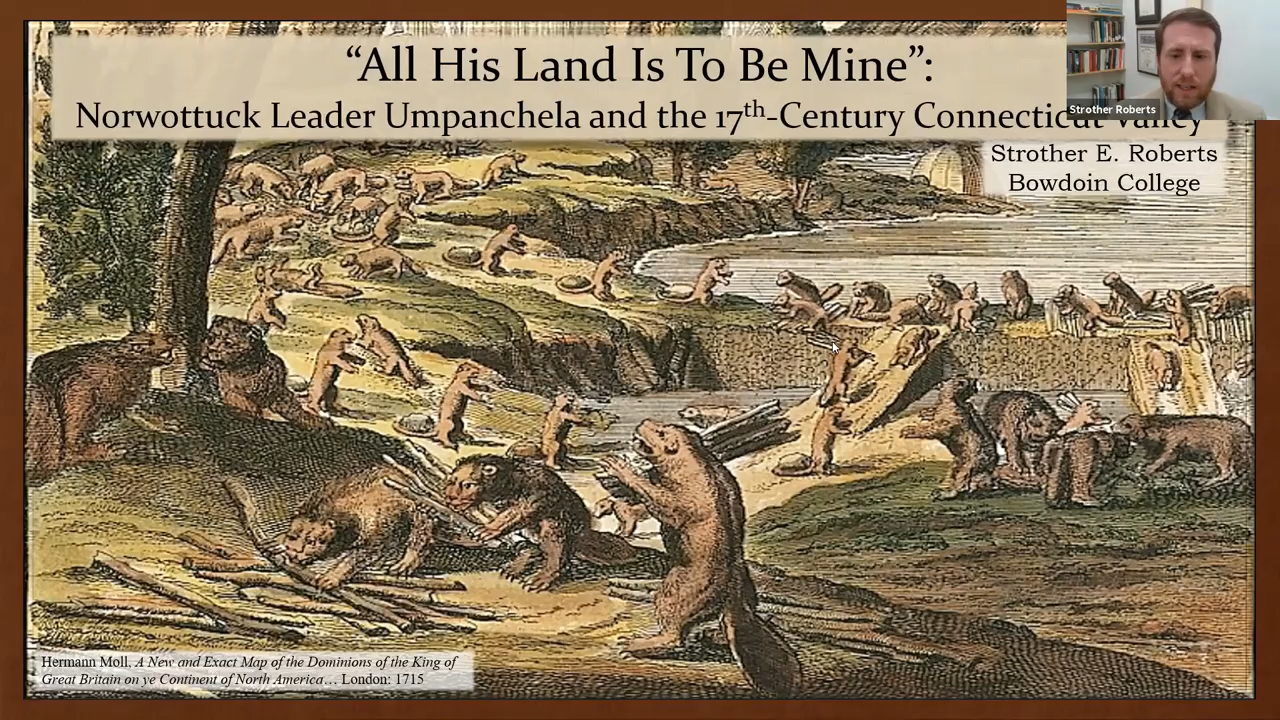 “All His Land Is To Be Mine”:
Norwottuck Leader Umpanchela and the 17th-Century Connecticut Valley
Strother Roberts
Strother E. Roberts
Bowdoin College
Hermann Moll, A New and Exact Map of the Dominions of the King of
Great Britain on ye Continent of North America… London: 1715